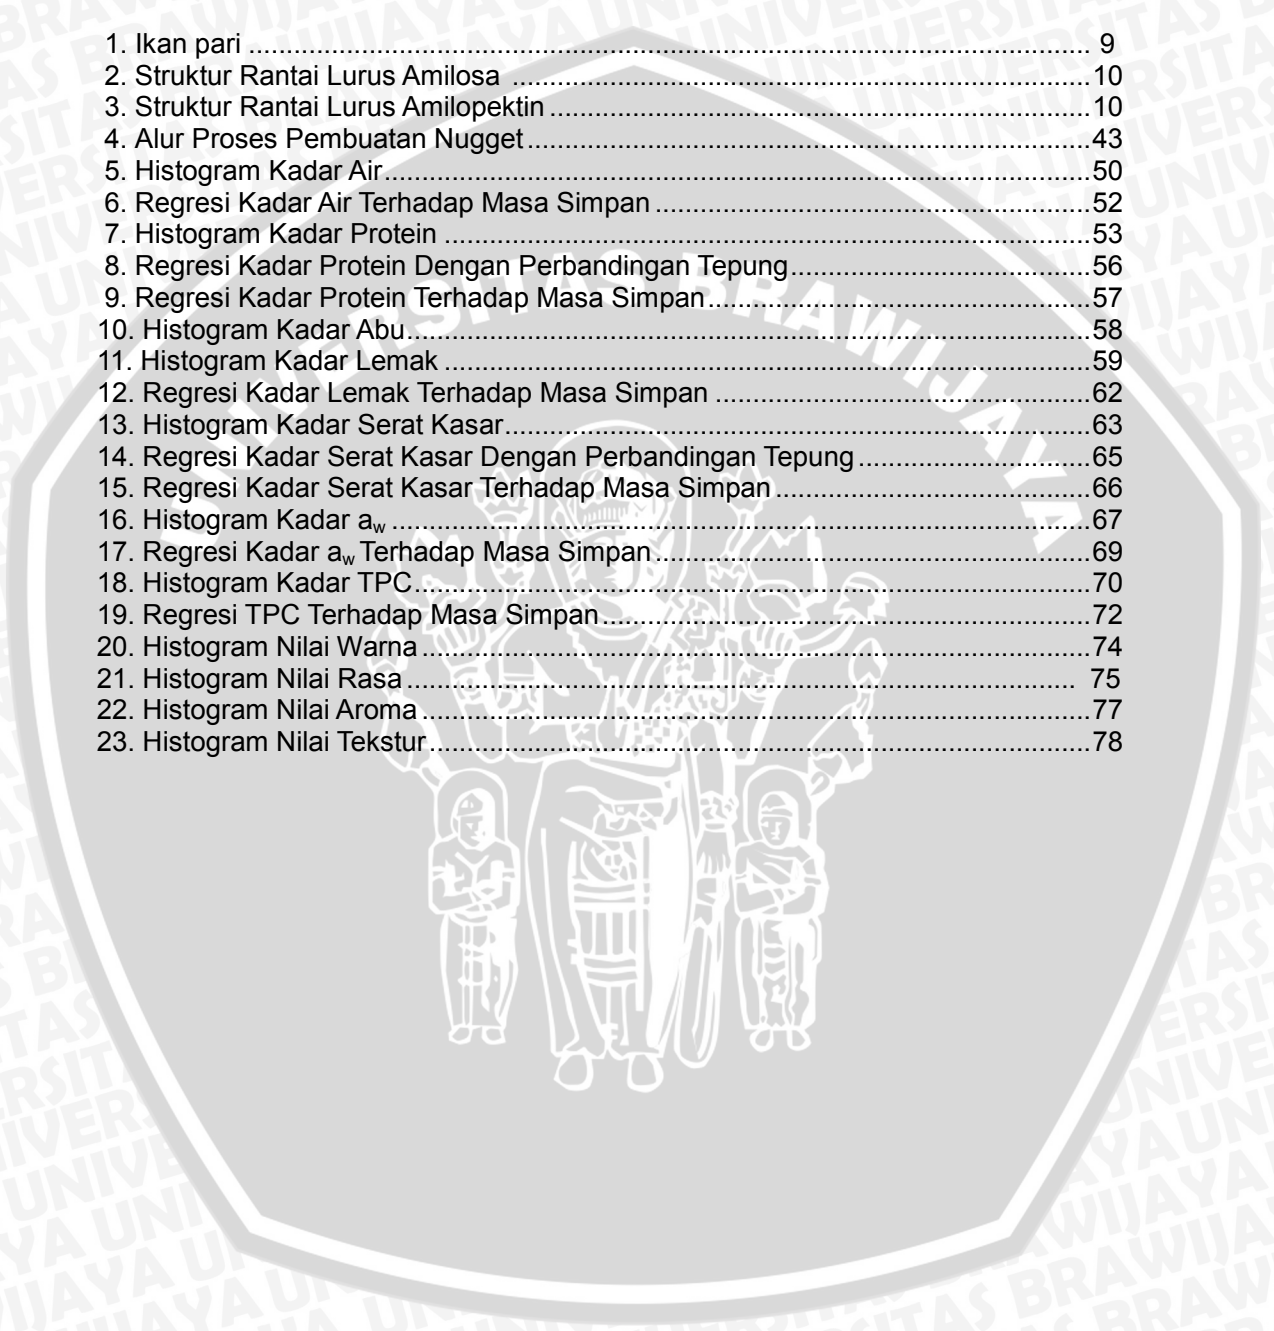 1. Ikan pari ................................................................................................................ 9
2. Struktur Rantai Lurus Amilosa .............................................................................10
3. Struktur Rantai Lurus Amilopektin ........................................................................10
4. Alur Proses Pembuatan Nugget...........................................................................43
5. Histogram Kadar Air..............................................................................................50
6. Regresi Kadar Air Terhadap Masa Simpan ..........................................................52
7. Histogram Kadar Protein ......................................................................................53
8. Regresi Kadar Protein Dengan Perbandingan Tepung........................................56
9. Regresi Kadar Protein Terhadap Masa Simpan...................................................57
10. Histogram Kadar Abu...........................................................................................58
11. Histogram Kadar Lemak ......................................................................................59
12. Regresi Kadar Lemak Terhadap Masa Simpan ..................................................62
13. Histogram Kadar Serat Kasar..............................................................................63
14. Regresi Kadar Serat Kasar Dengan Perbandingan Tepung ...............................65
15. Regresi Kadar Serat Kasar Terhadap Masa Simpan ..........................................66
16. Histogram Kadar aw .............................................................................................67
17. Regresi Kadar aw Terhadap Masa Simpan..........................................................69
18. Histogram Kadar TPC..........................................................................................70
19. Regresi TPC Terhadap Masa Simpan.................................................................72
20. Histogram Nilai Warna.........................................................................................74
21. Histogram Nilai Rasa......................................................................................... 75
22. Histogram Nilai Aroma.........................................................................................77
23. Histogram Nilai Tekstur........................................................................................78
UNIVERSITAS BRAWIJAYA